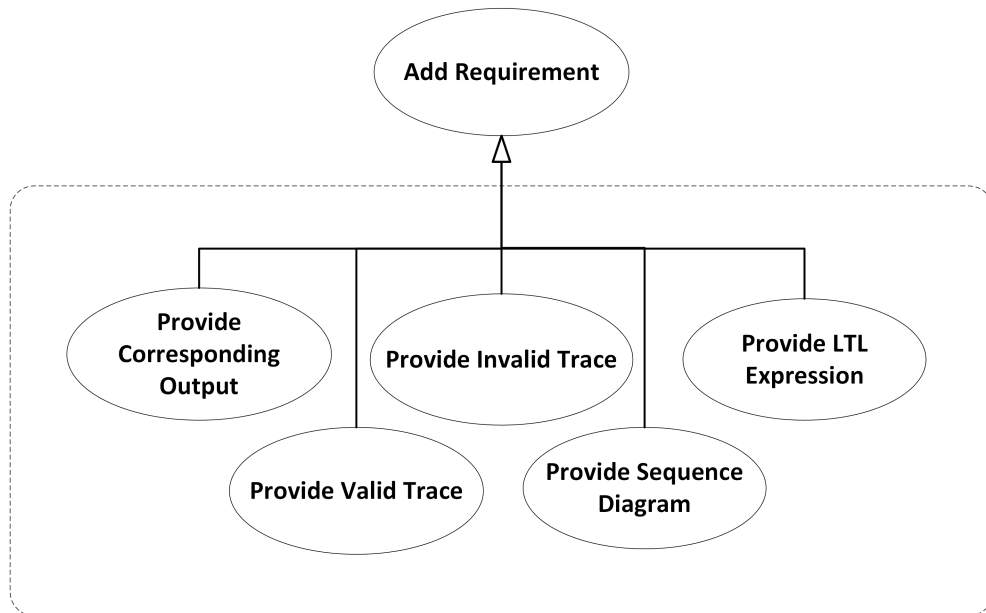 Add Requirement
Provide
Corresponding
Output
Provide Invalid Trace
Provide LTL
Expression
Provide Valid Trace
Provide Sequence
Diagram